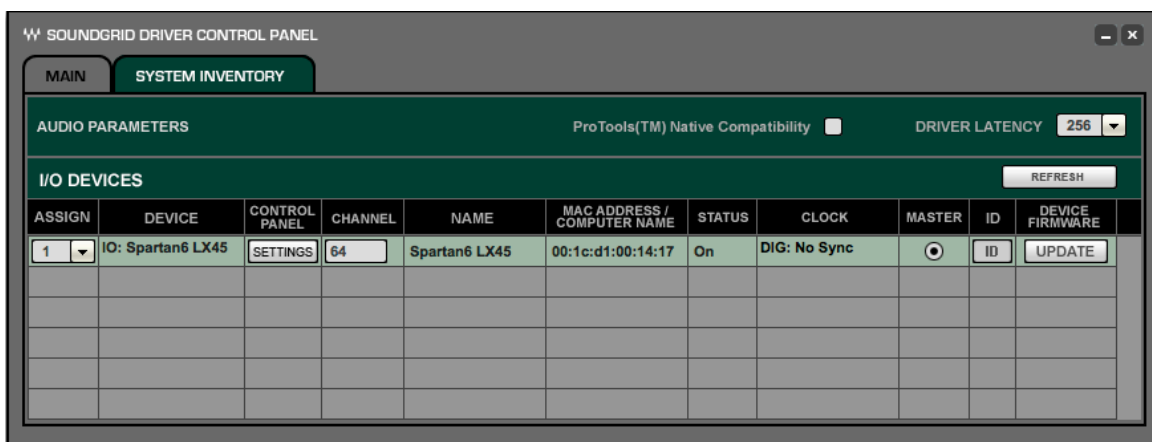 SOUNDGRID DRIVER CONTROL PANEL
MAIN SYSTEM INVENTORY
AUDIO PARAMETERS ProTools(TM) Native Compatibility DRIVER LATENCY 256
I/O DEVICES REFRESH
ASSIGN DEVICE CONTROL PANEL CHANNEL NAME MAC ADDRESS / COMPUTER NAME STATUS CLOCK MASTER ID DEVICE FIRMWARE
1 IO: Spartan6 LX45 SETTINGS 64 Spartan6 LX45 00:1c:d1:00:14:17 On DIG: No Sync ID UPDATE